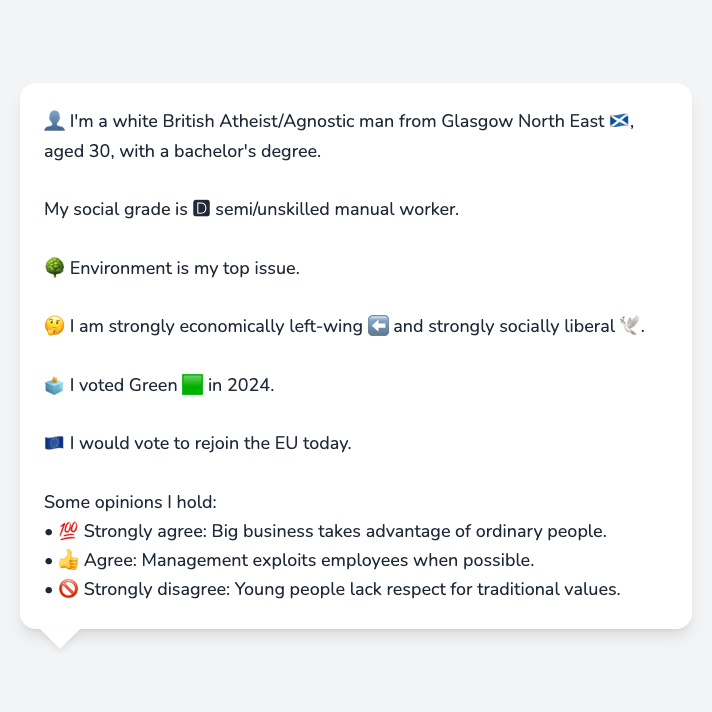 👤 I'm a white British Atheist/Agnostic man from Glasgow North East 🏴󠁧󠁢󠁳󠁣󠁴󠁿,
aged 30, with a bachelor's degree.
My social grade is 🅳 semi/unskilled manual worker.
🌳 Environment is my top issue.
🤔 I am strongly economically left-wing ⬅️ and strongly socially liberal 🕊️.
🗳️ I voted Green 🟩 in 2024.
🇪🇺 I would vote to rejoin the EU today.
Some opinions I hold:
• 💯 Strongly agree: Big business takes advantage of ordinary people.
• 👍 Agree: Management exploits employees when possible.
• 🚫 Strongly disagree: Young people lack respect for traditional values.